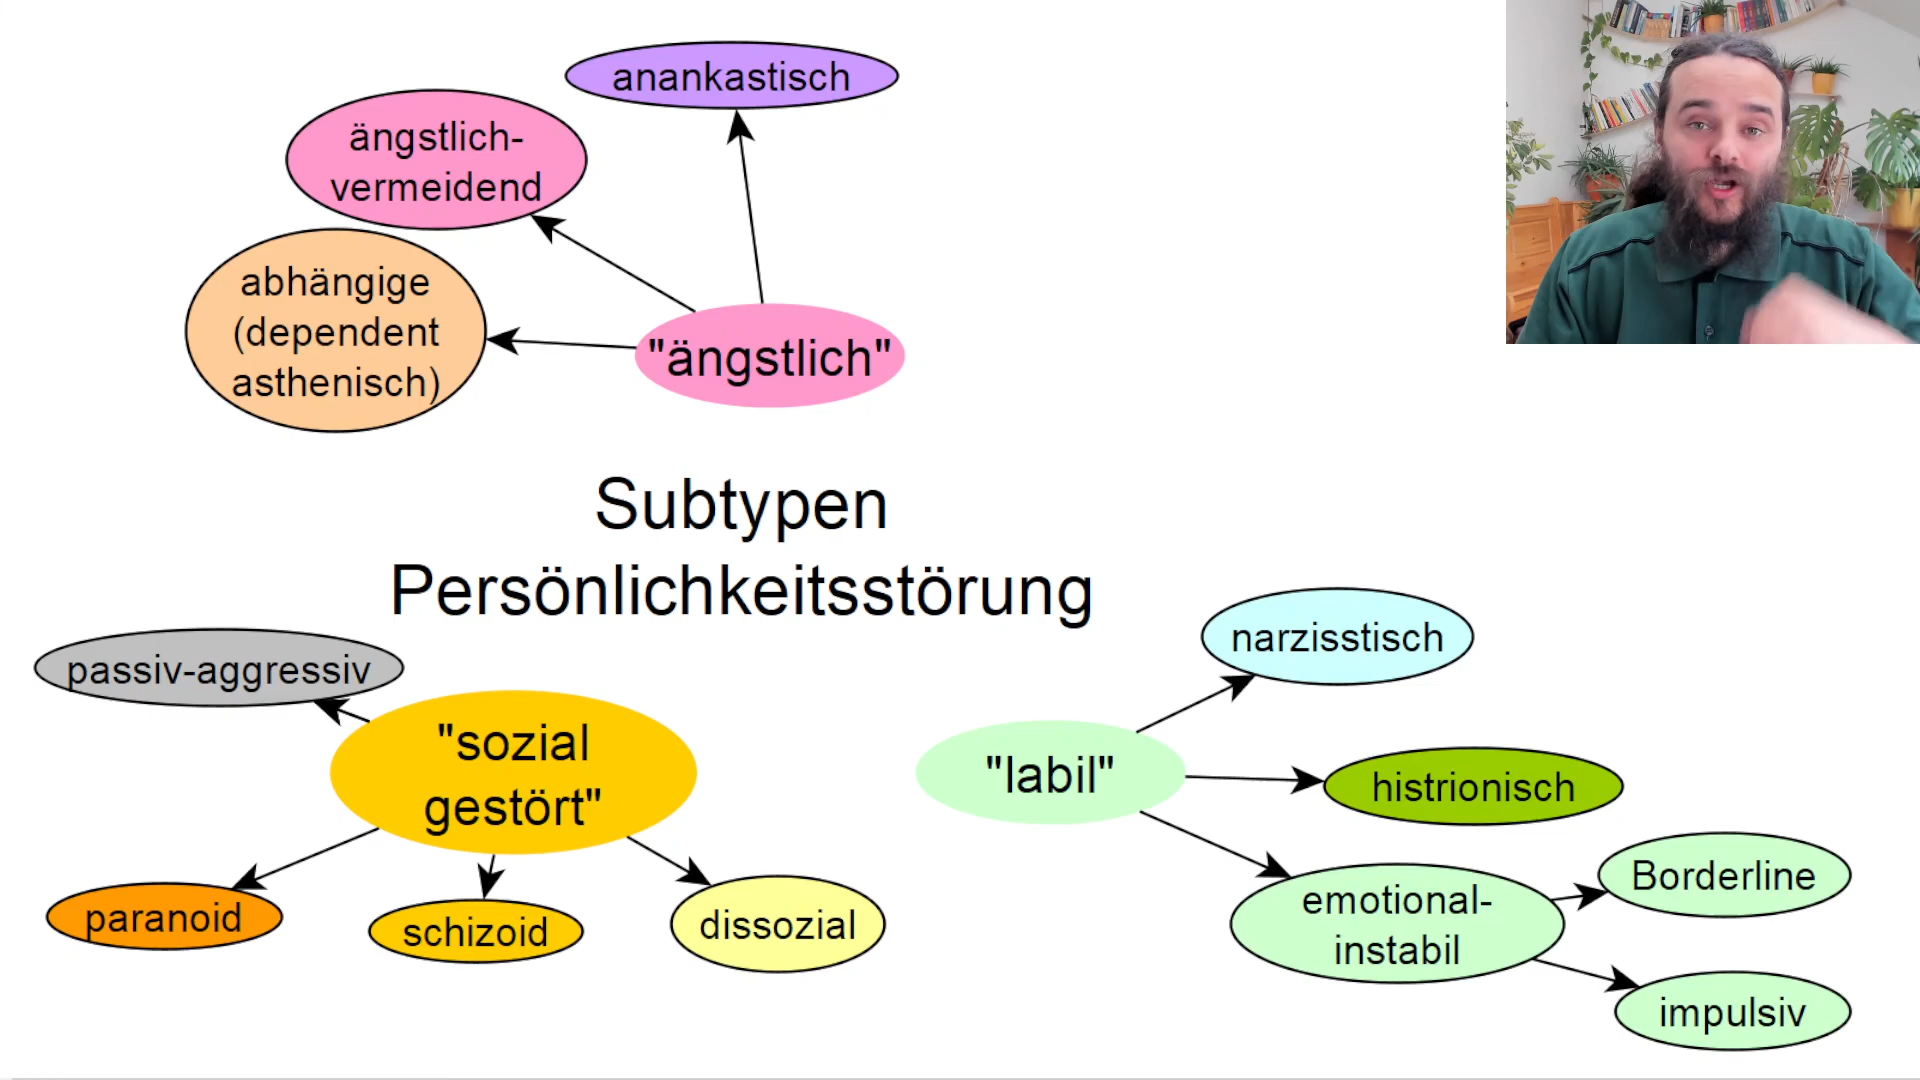 anankastisch
ängstlich-
vermeidend
abhängige
(dependent
asthenisch)
"ängstlich"
Subtypen
Persönlichkeitsstörung
passiv-aggressiv
"sozial
gestört"
paranoid
schizoid
dissozial
"labil"
narzisstisch
histrionisch
emotional-
instabil
Borderline
impulsiv